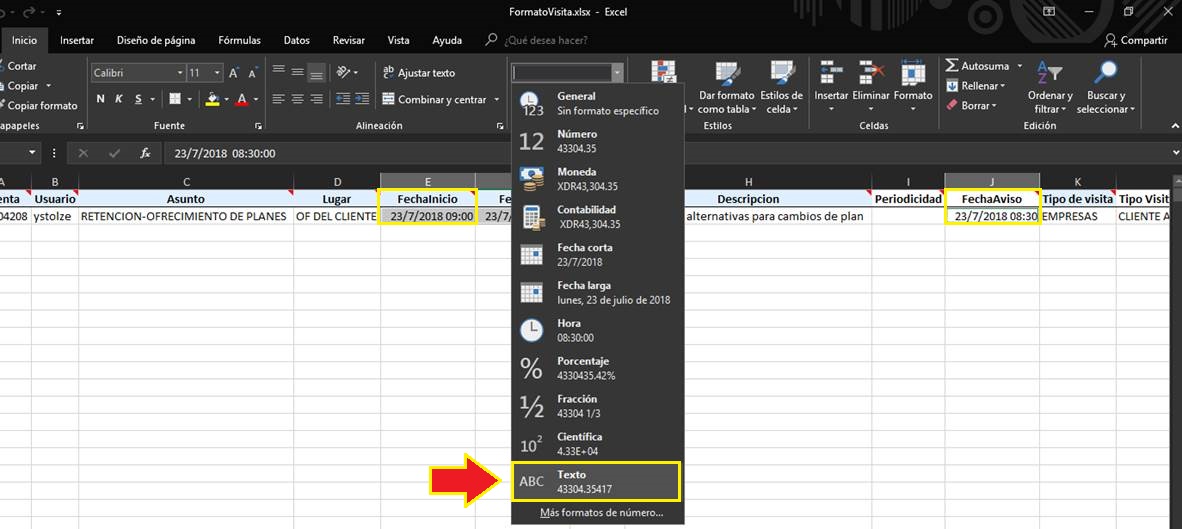 FormatoVisita.xlsx - Excel
Inicio Insertar Diseño de página Fórmulas Datos Revisar Vista Ayuda ¿Qué desea hacer? Compartir
Cortar
Copiar
Copiar formato
apapeles
Calibri 11
N K S
Fuente
Ajustar texto
Combinar y centrar
Alineación
Dar formato
como tabla
Estilos de
celda
Estilos
Insertar Eliminar Formato
Celdas
Autosuma
Rellenar
Borrar
Ordenar y
filtrar
Buscar y
seleccionar
Edición
fx 23/7/2018 08:30:00
General
Sin formato específico
Número
43304.35
Moneda
XDR43,304.35
Contabilidad
XDR43,304.35
Fecha corta
23/7/2018
Fecha larga
lunes, 23 de julio de 2018
Hora
08:30:00
Porcentaje
4330435.42%
Fracción
43304 1/3
Científica
4.33E+04
Texto
43304.35417
Más formatos de número...
A B C D E H I J K
enta Usuario Asunto Lugar FechaInicio Fe Descripcion Periodicidad FechaAviso Tipo de visita Tipo Visit
04208 ystolze RETENCION-OFRECIMIENTO DE PLANES OF DEL CLIENTE 23/7/2018 09:00 23/7/ alternativas para cambios de plan 23/7/2018 08:30 EMPRESAS CLIENTE A